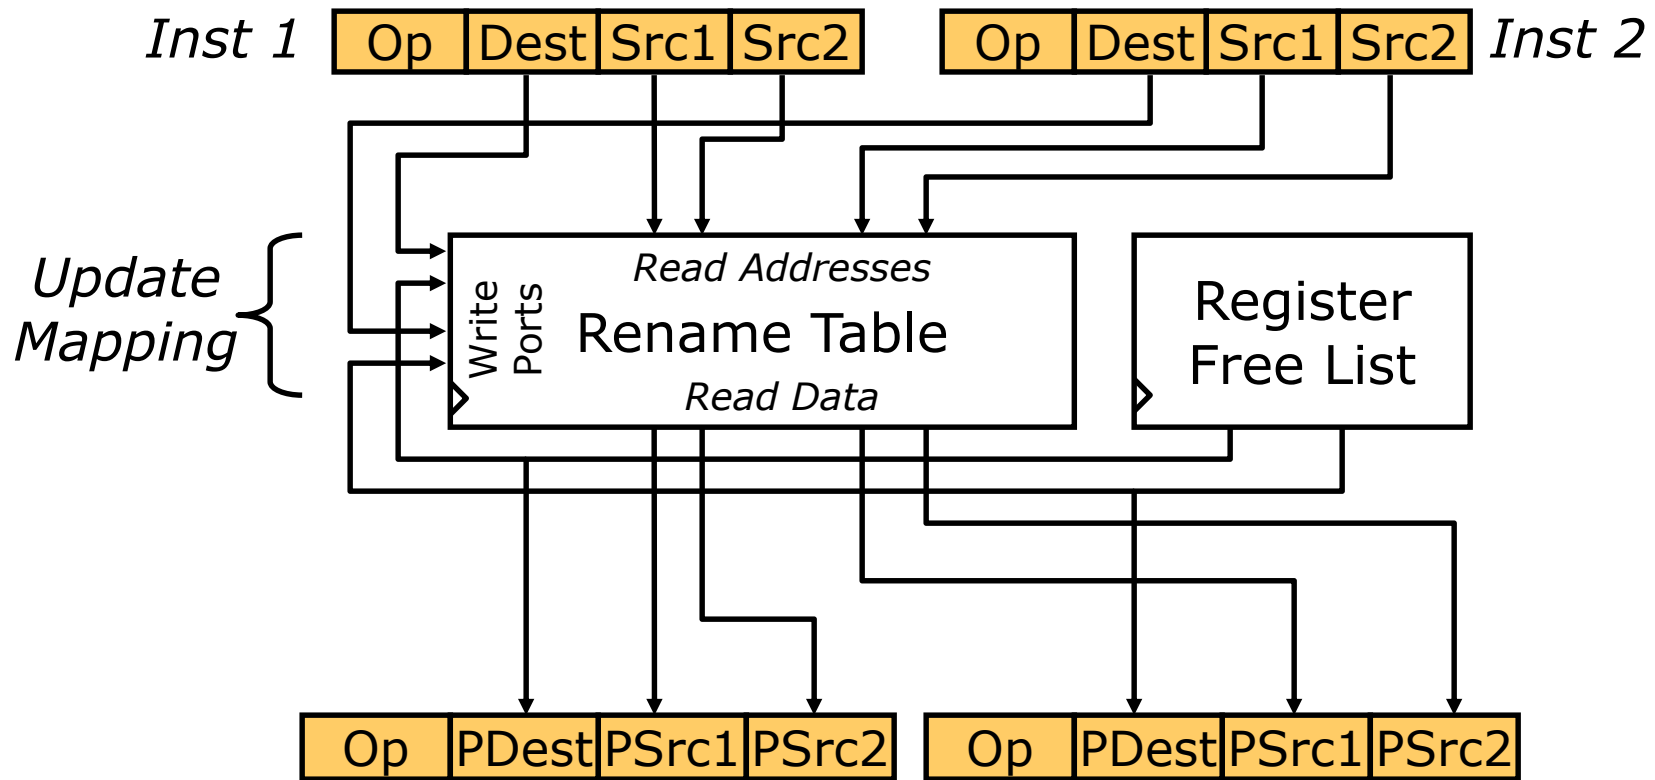 Inst 1 Op Dest Src1 Src2 Op Dest Src1 Src2 Inst 2
Update
Mapping
Write
Ports
Read Addresses
Rename Table
Read Data
Register
Free List
Op PDest PSrc1 PSrc2 Op PDest PSrc1 PSrc2